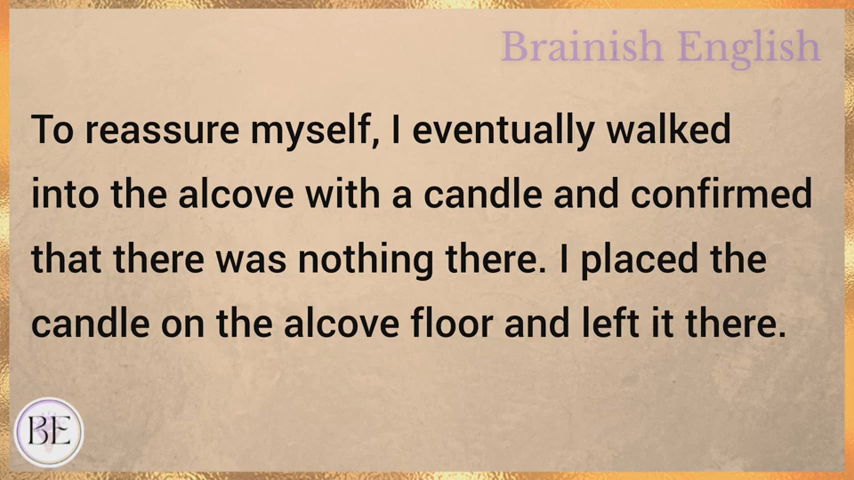 Brainish English
To reassure myself, I eventually walked
into the alcove with a candle and confirmed
that there was nothing there. I placed the
candle on the alcove floor and left it there.
BE